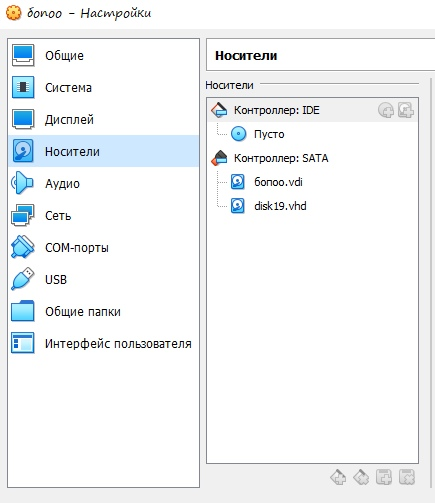 бопоо - Настройки
Общие
Система
Дисплей
Носители
Аудио
Сеть
COM-порты
USB
Общие папки
Интерфейс пользователя
Носители
Носители
Контроллер: IDE
Пусто
Контроллер: SATA
бопоо.vdi
disk19.vhd